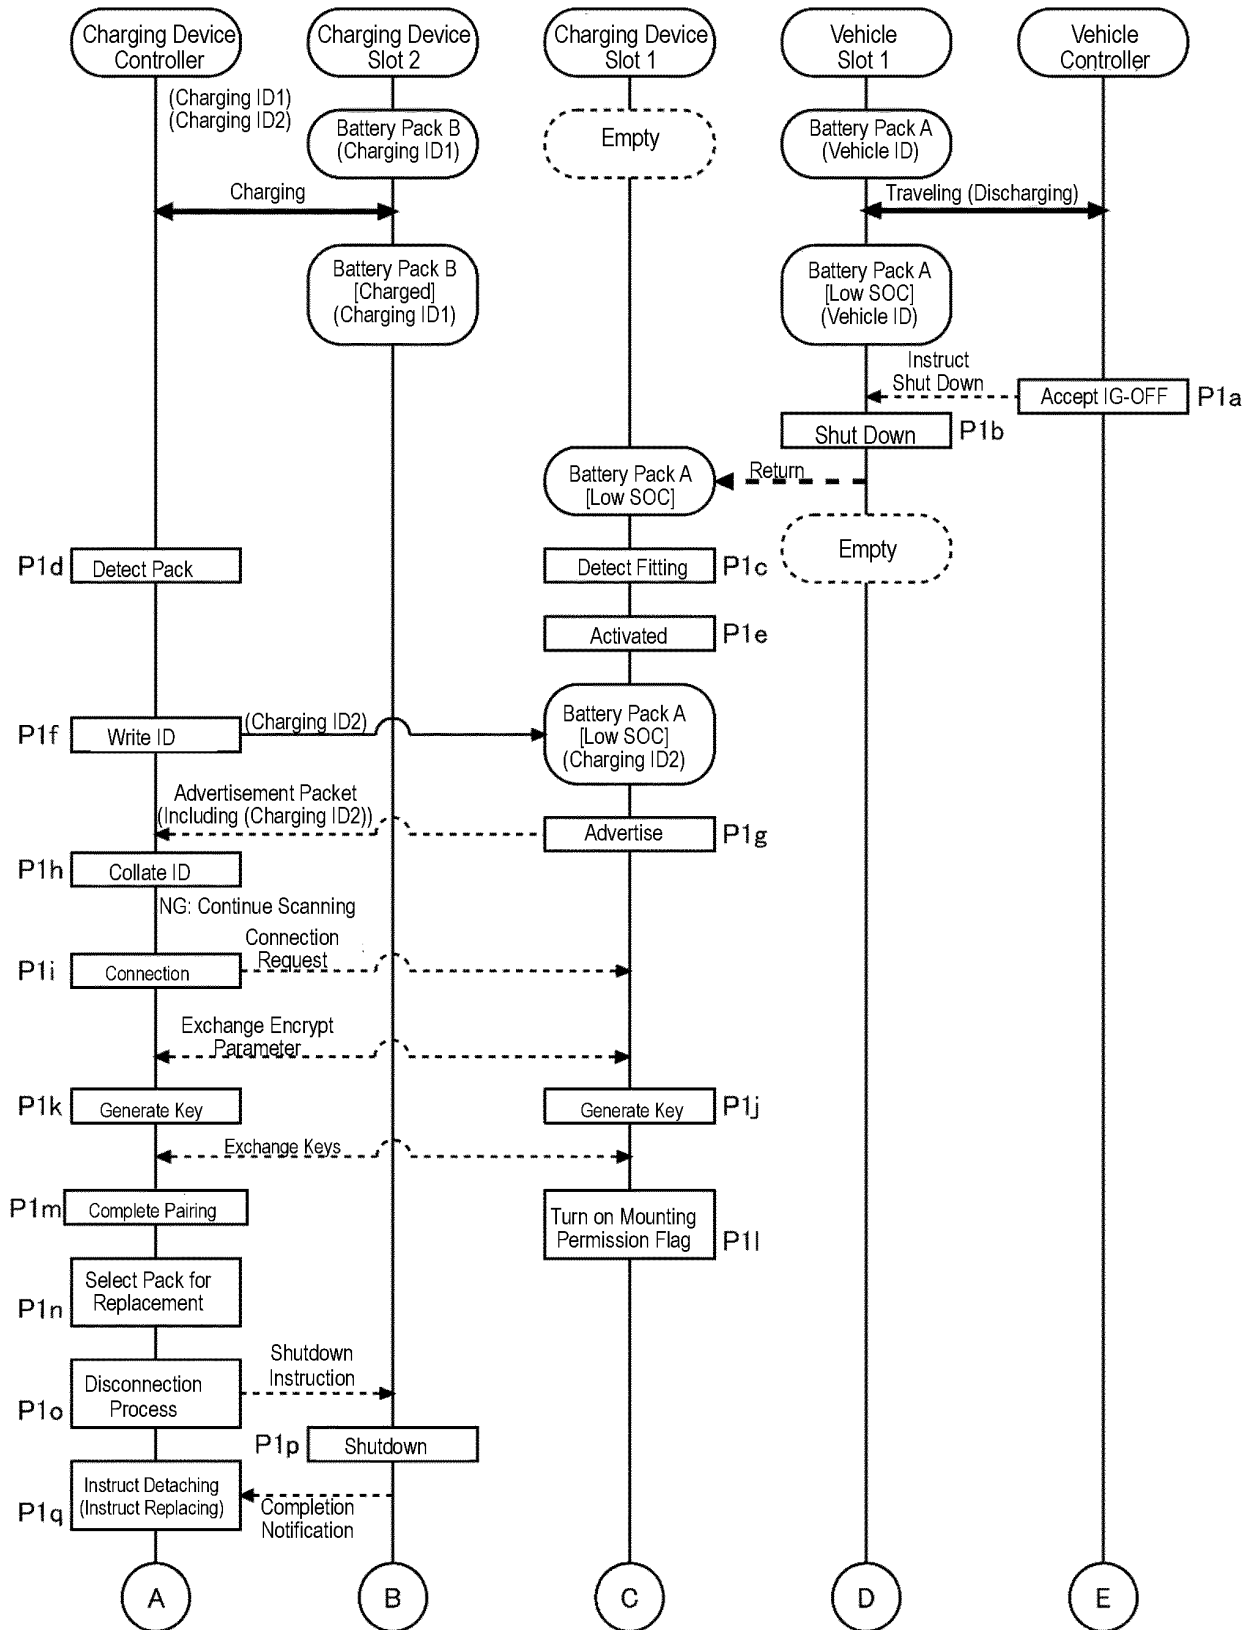 Charging Device
Controller
Charging Device
Slot 2
Charging Device
Slot 1
Vehicle
Slot 1
Vehicle
Controller
(Charging ID1)
(Charging ID2)
Battery Pack B
(Charging ID1)
Empty
Battery Pack A
(Vehicle ID)
Charging
Traveling (Discharging)
Battery Pack B
[Charged]
(Charging ID1)
Battery Pack A
[Low SOC]
(Vehicle ID)
Instruct
Shut Down
Accept IG-OFF
P1a
Shut Down
P1b
Battery Pack A
[Low SOC]
Return
Empty
P1d
Detect Pack
Detect Fitting
P1c
Activated
P1e
P1f
Write ID
(Charging ID2)
Battery Pack A
[Low SOC]
(Charging ID2)
Advertisement Packet
(Including (Charging ID2))
Advertise
P1g
P1h
Collate ID
NG: Continue Scanning
P1i
Connection
Connection
Request
Exchange Encrypt
Parameter
P1k
Generate Key
Generate Key
P1j
Exchange Keys
P1m
Complete Pairing
Turn on Mounting
Permission Flag
P1l
P1n
Select Pack for
Replacement
P1o
Disconnection
Process
Shutdown
Instruction
P1p
Shutdown
P1q
Instruct Detaching
(Instruct Replacing)
Completion
Notification
A
B
C
D
E